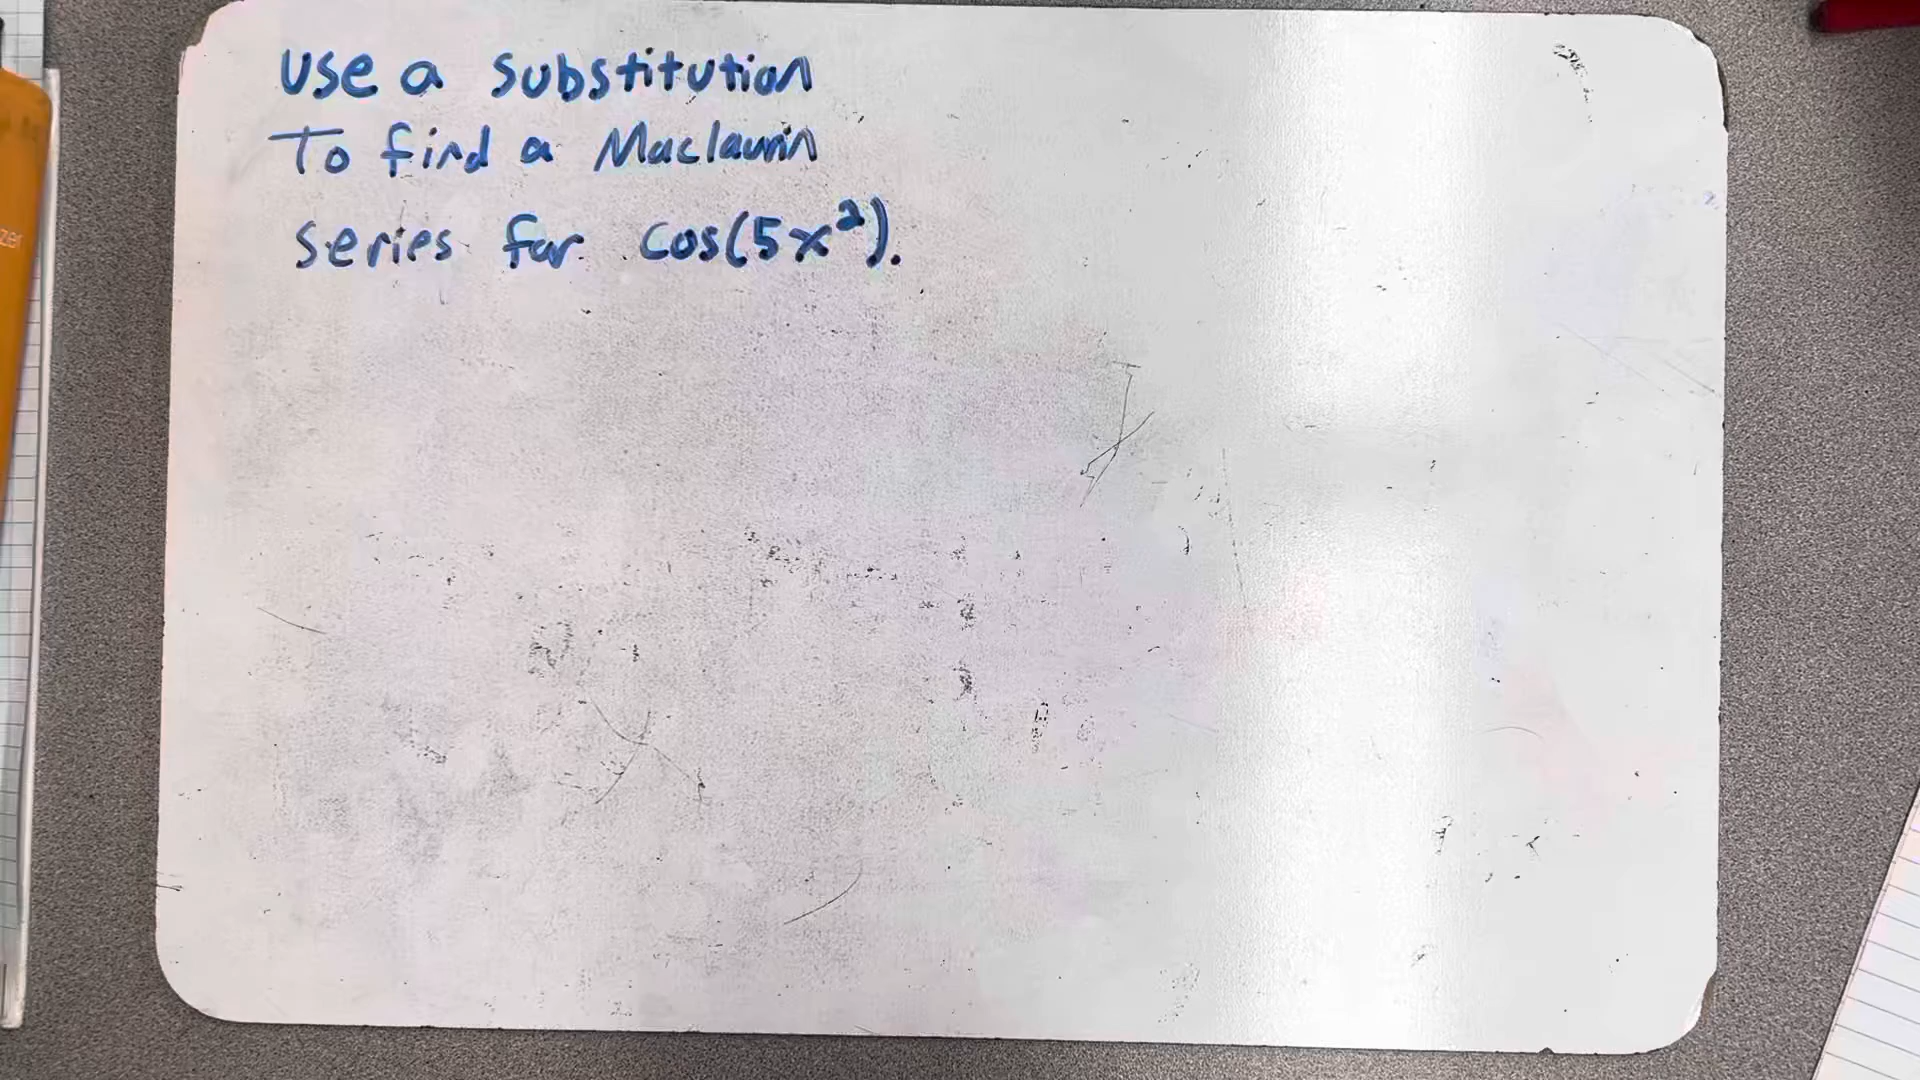 Use a substitution
To find a Maclaurin
series for cos(5x²).